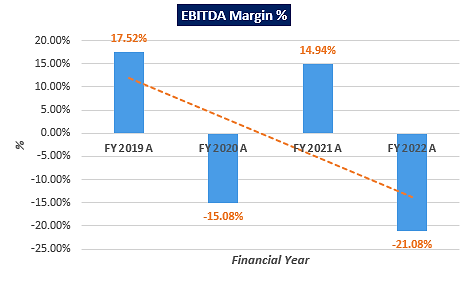 EBITDA Margin %
20.00%
15.00%
10.00%
5.00%
0.00%
-5.00%
-10.00%
-15.00%
-20.00%
-25.00%
%
17.52%
-15.08%
14.94%
-21.08%
FY 2019 A
FY 2020 A
FY 2021 A
FY 2022 A
Financial Year